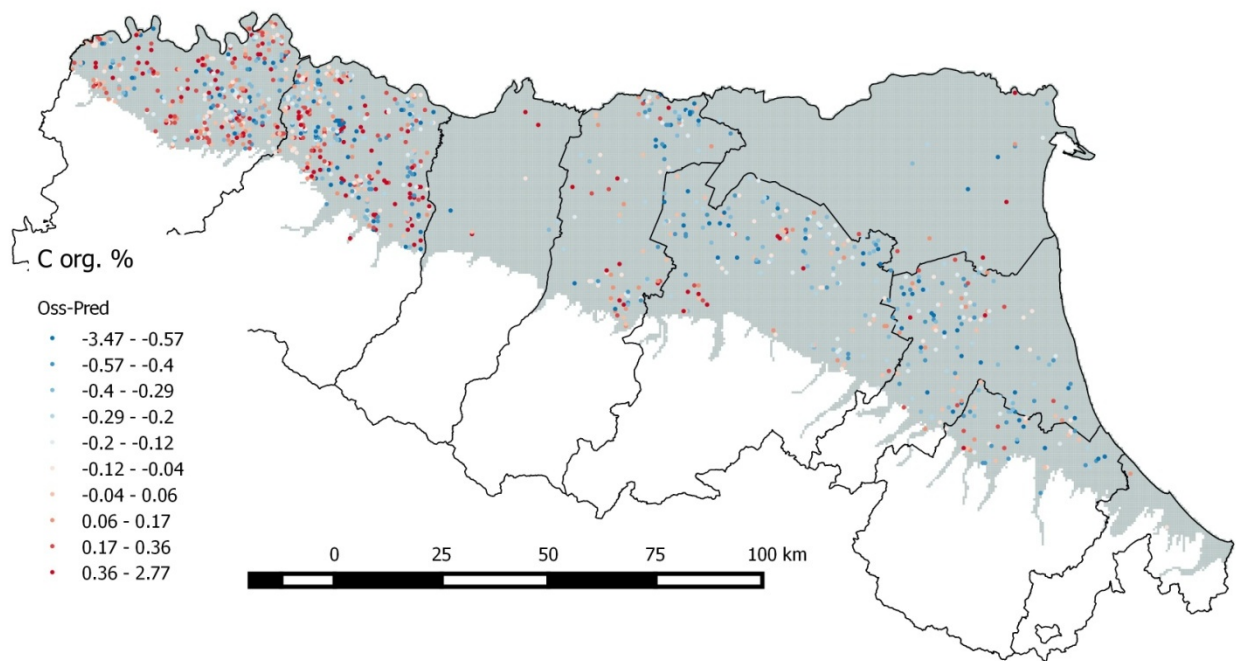 C org. %
Oss-Pred
-3.47 - -0.57
-0.57 - -0.4
-0.4 - -0.29
-0.29 - -0.2
-0.2 - -0.12
-0.12 - -0.04
-0.04 - 0.06
0.06 - 0.17
0.17 - 0.36
0.36 - 2.77
0 25 50 75 100 km